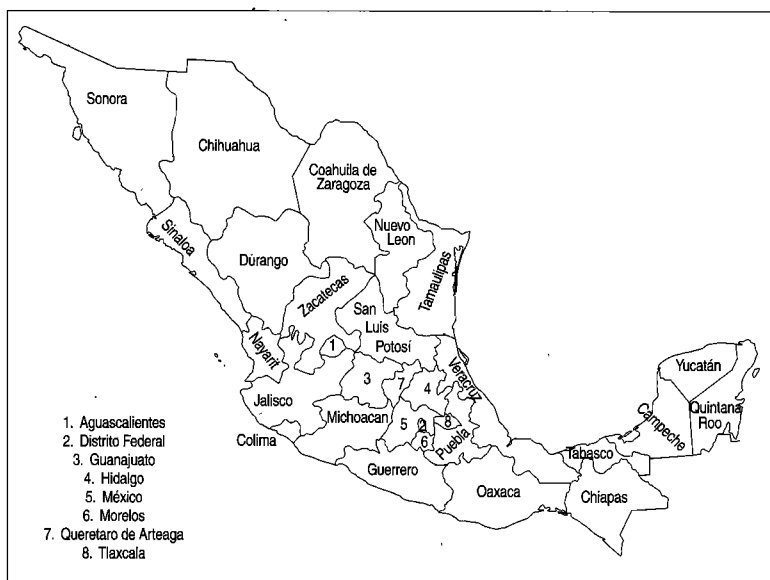 Sonora
Chihuahua
Coahuila de
Zaragoza
Sinaloa
Dúrango
Nuevo
Leon
Tamaulipas
Zacatecas
San
Luis
Potosí
Nayarit
1
3
7
4
Veracruz
Jalisco
Michoacan
5
2
8
6
Puebla
Colima
Guerrero
Oaxaca
Tabasco
Chiapas
Campeche
Yucatán
Quintana
Roo
1. Aguascalientes
2. Distrito Federal
3. Guanajuato
4. Hidalgo
5. México
6. Morelos
7. Queretaro de Arteaga
8. Tlaxcala